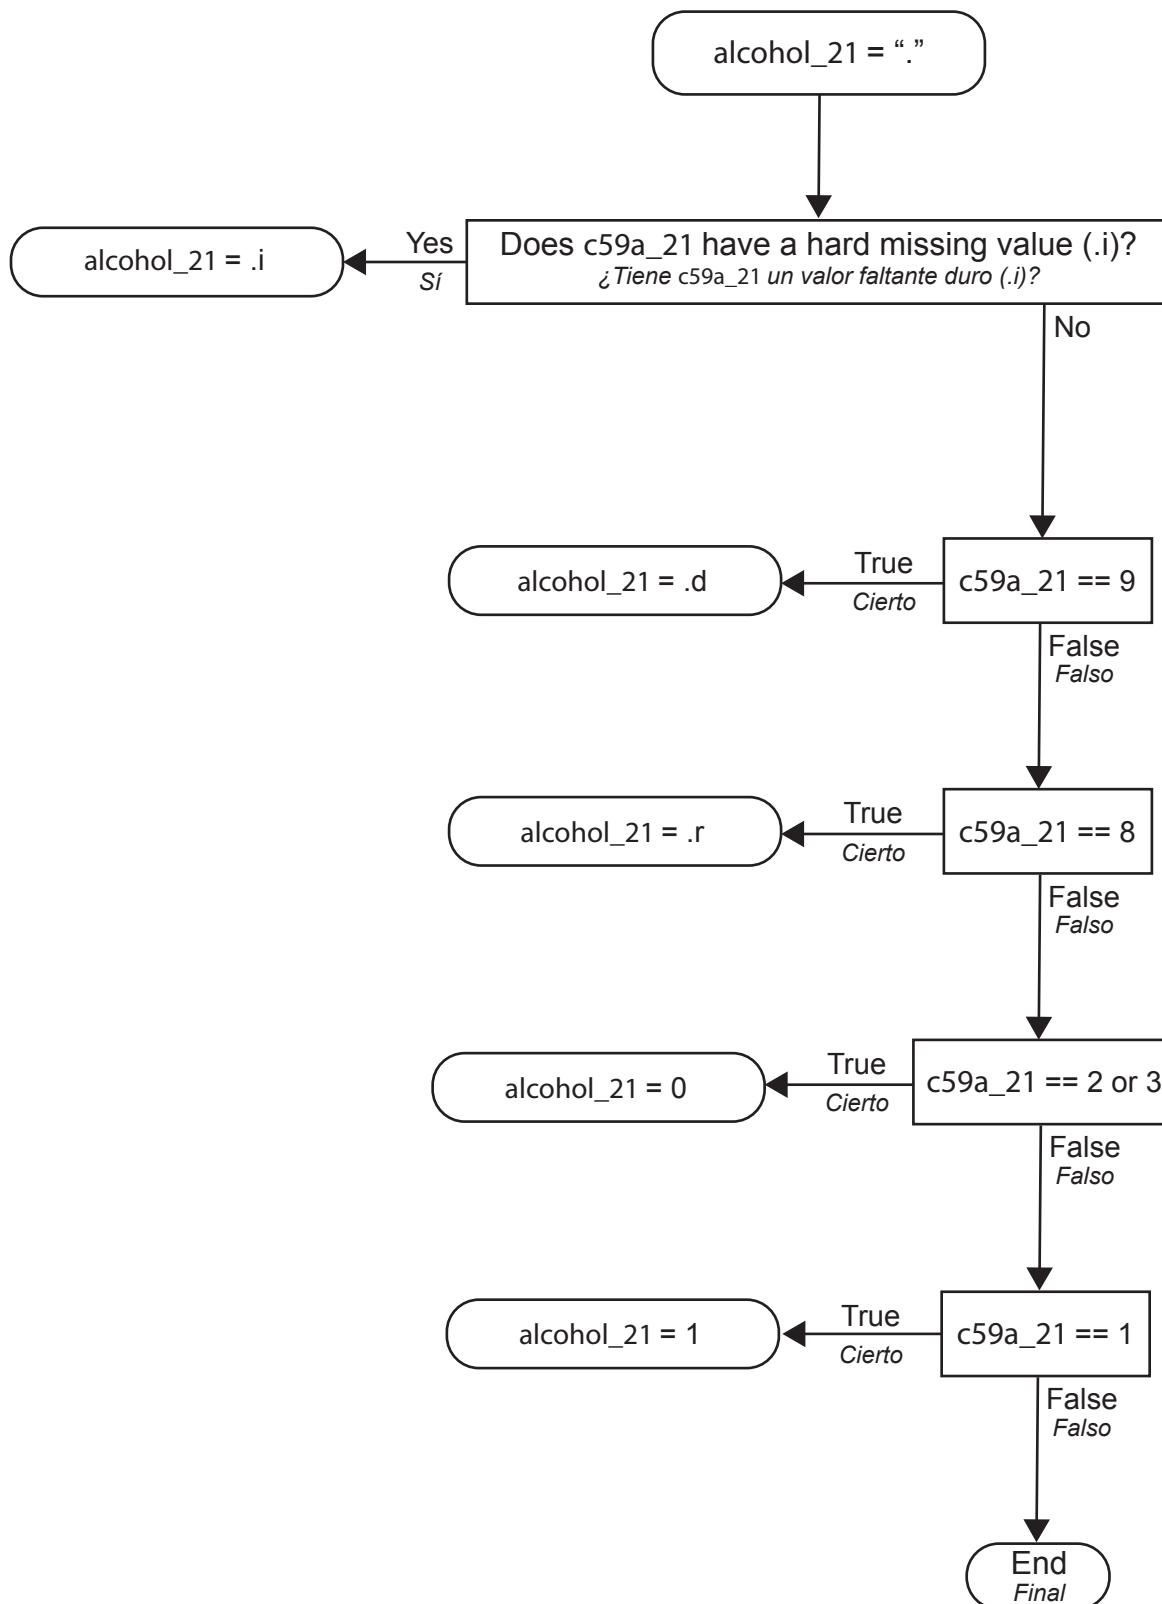 alcohol_21 = “.”
Does c59a_21 have a hard missing value (.i)?
¿Tiene c59a_21 un valor faltante duro (.i)?
Yes
Sí
alcohol_21 = .i
No
c59a_21 == 9
True
Cierto
alcohol_21 = .d
False
Falso
c59a_21 == 8
True
Cierto
alcohol_21 = .r
False
Falso
c59a_21 == 2 or 3
True
Cierto
alcohol_21 = 0
False
Falso
c59a_21 == 1
True
Cierto
alcohol_21 = 1
False
Falso
End
Final